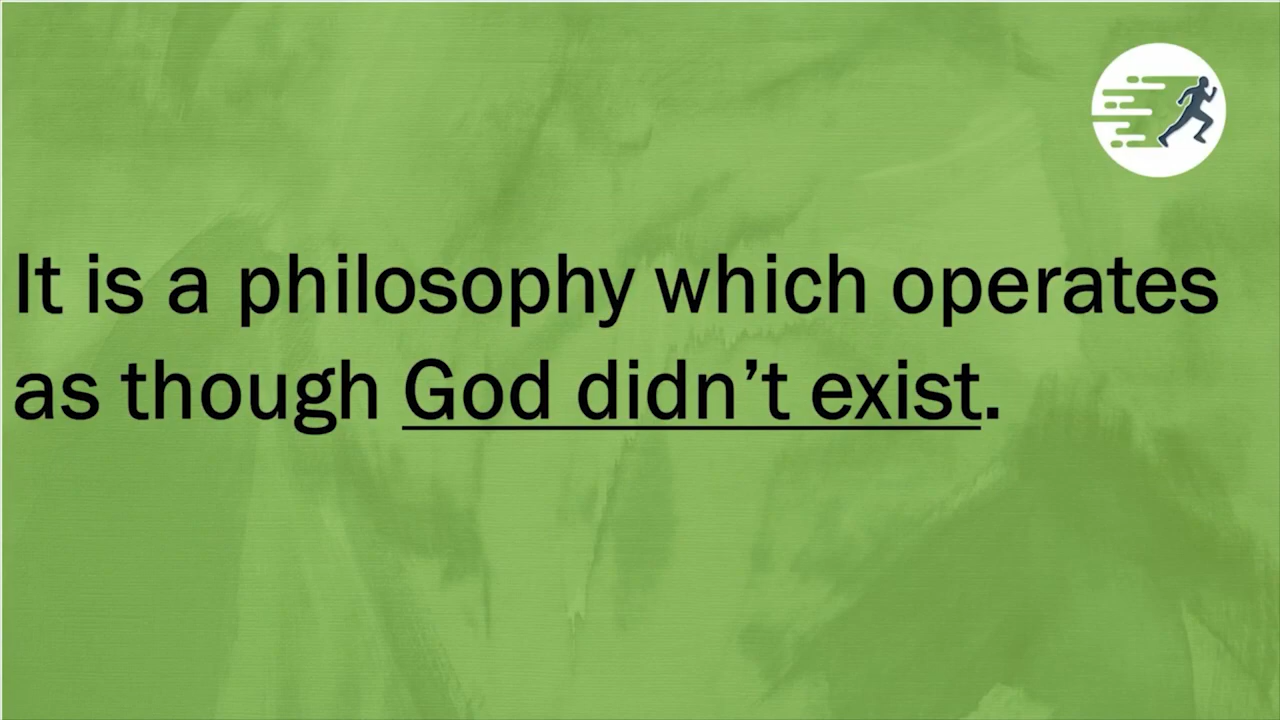 It is a philosophy which operates
as though God didn’t exist.